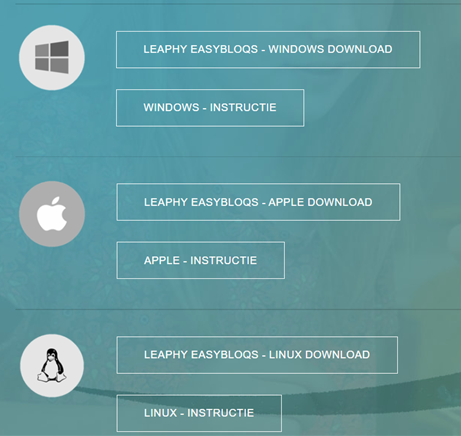 LEAPHY EASYBLOQS - WINDOWS DOWNLOAD
WINDOWS - INSTRUCTIE
LEAPHY EASYBLOQS - APPLE DOWNLOAD
APPLE - INSTRUCTIE
LEAPHY EASYBLOQS - LINUX DOWNLOAD
LINUX - INSTRUCTIE